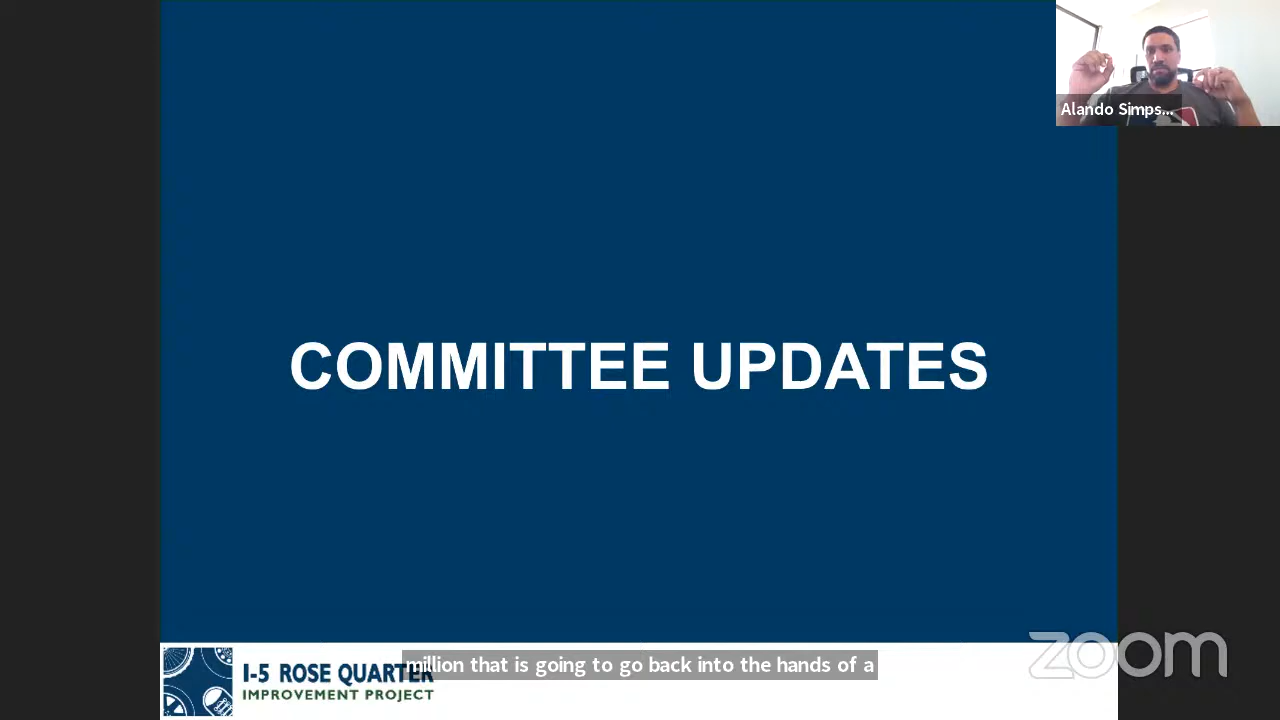 Alando Simps...
COMMITTEE UPDATES
I-5 ROSE QUARTER
IMPROVEMENT PROJECT
million that is going to go back into the hands of a
zoom